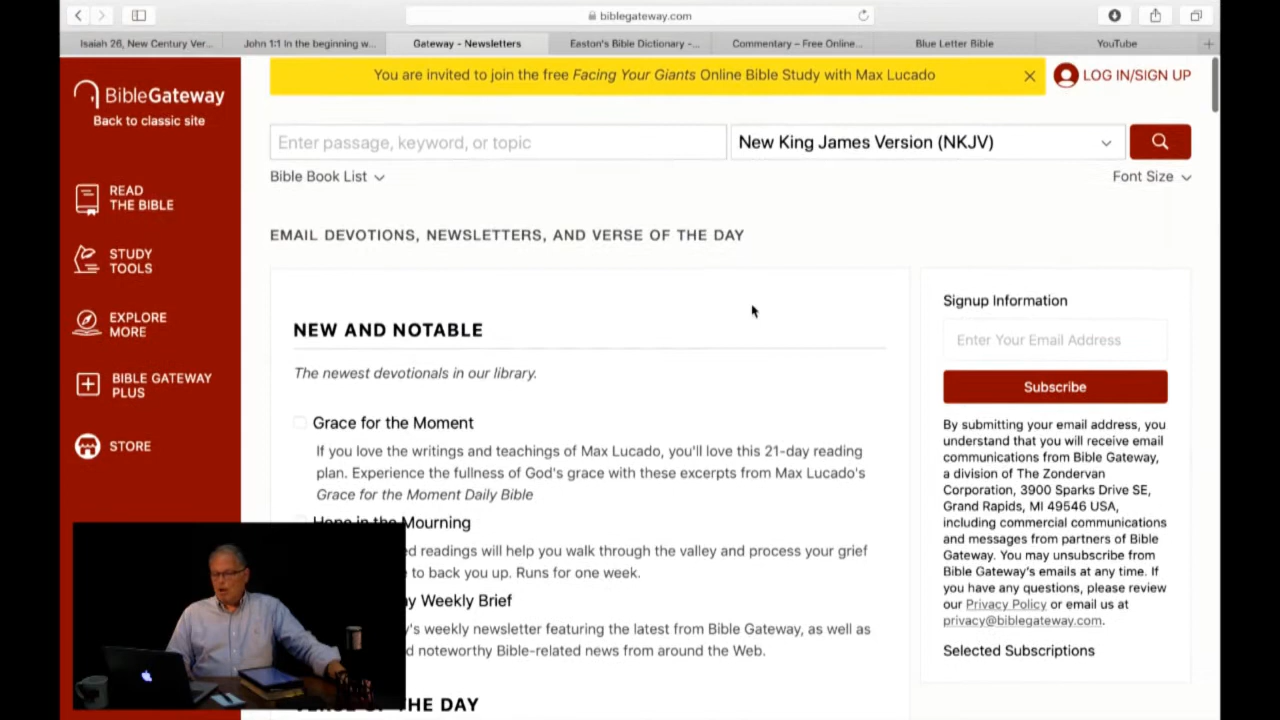 biblegateway.com
Isaiah 26, New Century Ver...
John 1:1 In the beginning w...
Gateway - Newsletters
Easton's Bible Dictionary –...
Commentary – Free Online...
Blue Letter Bible
YouTube
You are invited to join the free Facing Your Giants Online Bible Study with Max Lucado
LOG IN/SIGN UP
BibleGateway
Back to classic site
Enter passage, keyword, or topic
New King James Version (NKJV)
Bible Book List
Font Size
READ
THE BIBLE
STUDY
TOOLS
EXPLORE
MORE
BIBLE GATEWAY
PLUS
STORE
EMAIL DEVOTIONS, NEWSLETTERS, AND VERSE OF THE DAY
NEW AND NOTABLE
The newest devotionals in our library.
Grace for the Moment
If you love the writings and teachings of Max Lucado, you'll love this 21-day reading
plan. Experience the fullness of God's grace with these excerpts from Max Lucado's
Grace for the Moment Daily Bible
Hope in the Mourning
readings will help you walk through the valley and process your grief
to back you up. Runs for one week.
Weekly Brief
weekly newsletter featuring the latest from Bible Gateway, as well as
noteworthy Bible-related news from around the Web.
VERSE OF THE DAY
Signup Information
Enter Your Email Address
Subscribe
By submitting your email address, you
understand that you will receive email
communications from Bible Gateway,
a division of The Zondervan
Corporation, 3900 Sparks Drive SE,
Grand Rapids, MI 49546 USA,
including commercial communications
and messages from partners of Bible
Gateway. You may unsubscribe from
Bible Gateway's emails at any time. If
you have any questions, please review
our Privacy Policy or email us at
privacy@biblegateway.com.
Selected Subscriptions